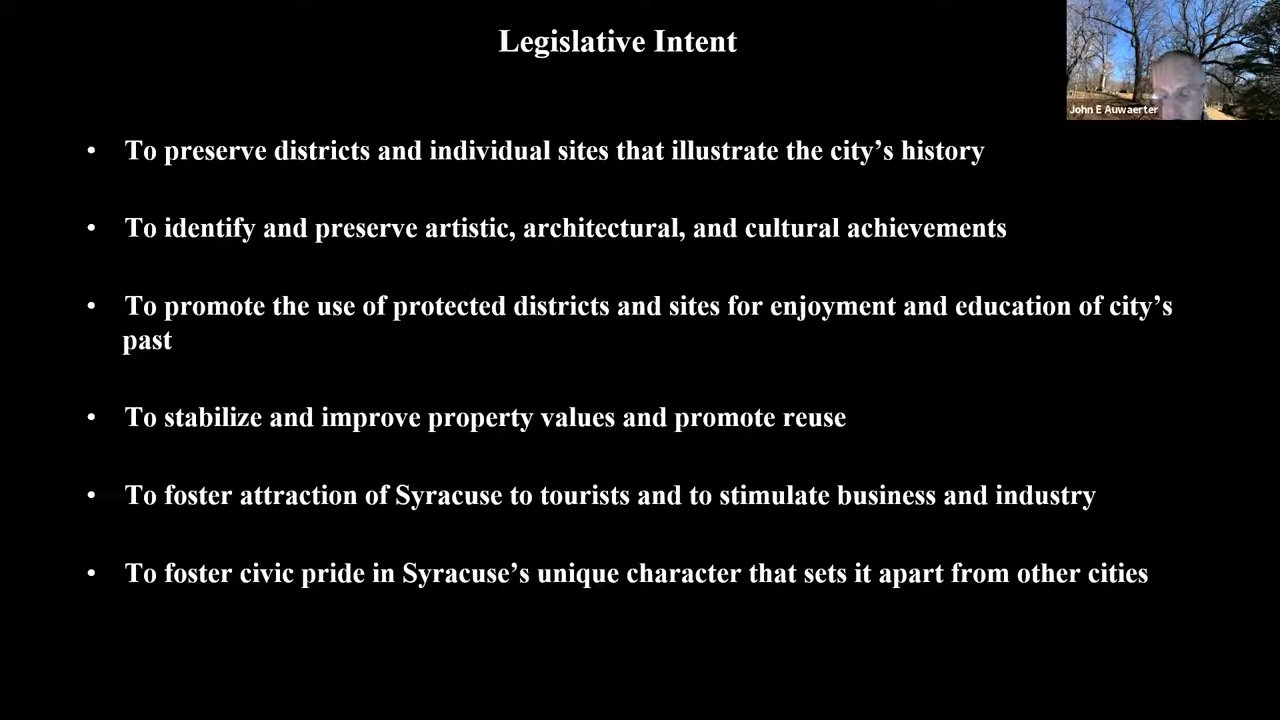 Legislative Intent
John E Auwaerter
• To preserve districts and individual sites that illustrate the city’s history
• To identify and preserve artistic, architectural, and cultural achievements
• To promote the use of protected districts and sites for enjoyment and education of city’s
past
• To stabilize and improve property values and promote reuse
• To foster attraction of Syracuse to tourists and to stimulate business and industry
• To foster civic pride in Syracuse’s unique character that sets it apart from other cities